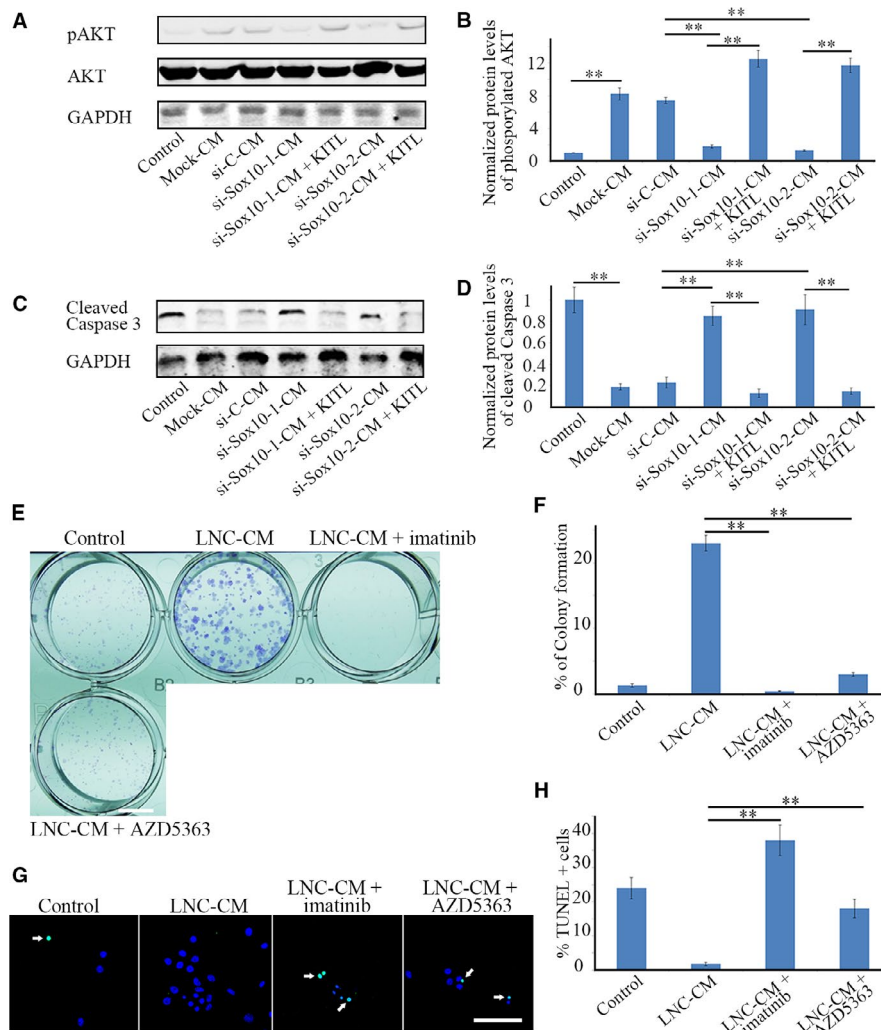 A
pAKT
AKT
GAPDH
Control
Mock-CM
si-C-CM
si-Sox10-1-CM
si-Sox10-1-CM + KITL
si-Sox10-2-CM
si-Sox10-2-CM + KITL
B
Normalized protein levels
of phosporylated AKT
12
8
4
0
**
**
**
**
**
Control
Mock-CM
si-C-CM
si-Sox10-1-CM
si-Sox10-1-CM
+ KITL
si-Sox10-2-CM
si-Sox10-2-CM
+ KITL
C
Cleaved
Caspase 3
GAPDH
Control
Mock-CM
si-C-CM
si-Sox10-1-CM
si-Sox10-1-CM + KITL
si-Sox10-2-CM
si-Sox10-2-CM + KITL
D
Normalized protein levels
of cleaved Caspase 3
1
0.8
0.6
0.4
0.2
0
**
**
**
**
**
Control
Mock-CM
si-C-CM
si-Sox10-1-CM
si-Sox10-1-CM
+ KITL
si-Sox10-2-CM
si-Sox10-2-CM
+ KITL
E
Control
LNC-CM
LNC-CM + imatinib
LNC-CM + AZD5363
F
% of Colony formation
20
10
0
**
**
Control
LNC-CM
LNC-CM +
imatinib
LNC-CM +
AZD5363
G
Control
LNC-CM
LNC-CM +
imatinib
LNC-CM +
AZD5363
H
% TUNEL + cells
40
30
20
10
0
**
**
Control
LNC-CM
LNC-CM +
imatinib
LNC-CM +
AZD5363